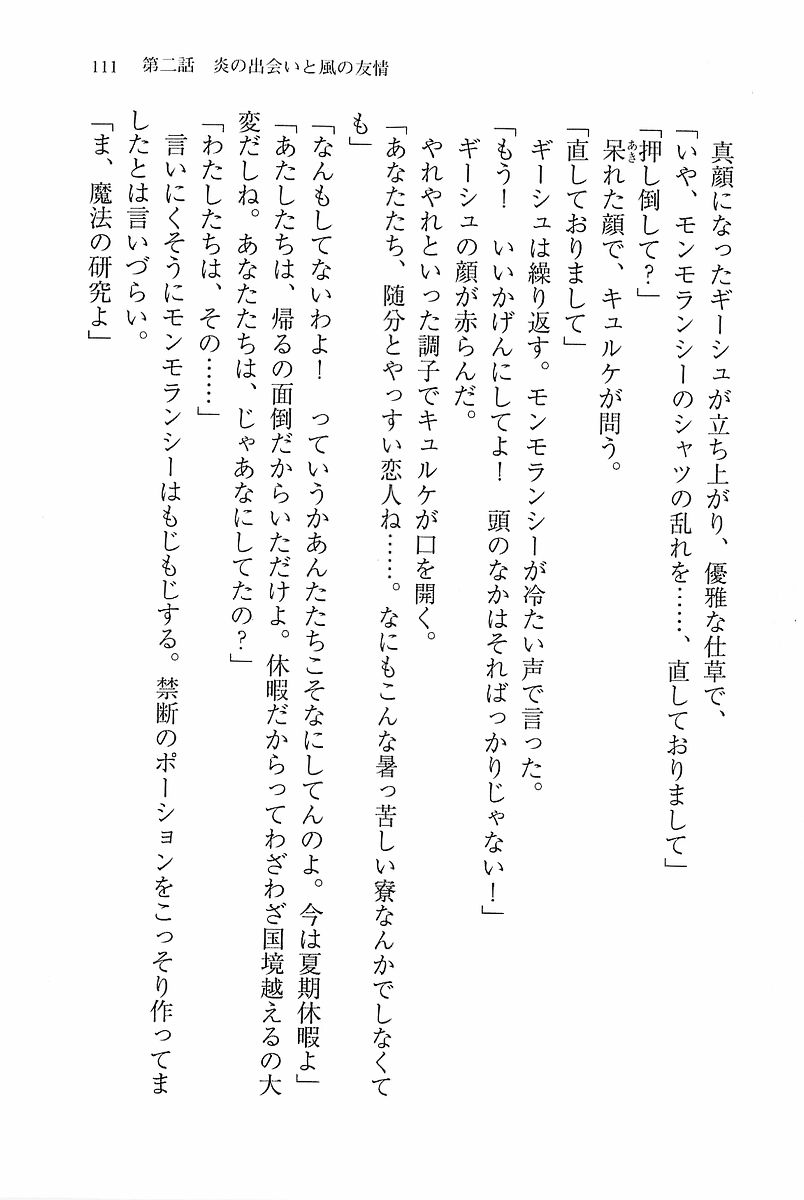 111　第二話　炎の出会いと風の友情
　真顔になったギーシュが立ち上がり、優雅な仕草で、
「いや、モンモランシーのシャツの乱れを……、直しておりまして」
「押し倒して？」
　呆れた顔で、キュルケが問う。
あき
「直しておりまして」
　ギーシュは繰り返す。モンモランシーが冷たい声で言った。
「もう！　いいかげんにしてよ！　頭のなかはそればっかりじゃない！」
　ギーシュの顔が赤らんだ。
　やれやれといった調子でキュルケが口を開く。
「あなたたち、随分とやっすい恋人ね……。なにもこんな暑っ苦しい寮なんかでしなくて
も」
「なんもしてないわよ！　っていうかあんたたちこそなにしてんのよ。今は夏期休暇よ」
「あたしたちは、帰るの面倒だからいただけよ。休暇だからってわざわざ国境越えるの大
変だしね。あなたたちは、じゃあなにしてたの？」
「わたしたちは、その……」
　言いにくそうにモンモランシーはもじもじする。禁断のポーションをこっそり作ってま
したとは言いづらい。
「ま、魔法の研究よ」